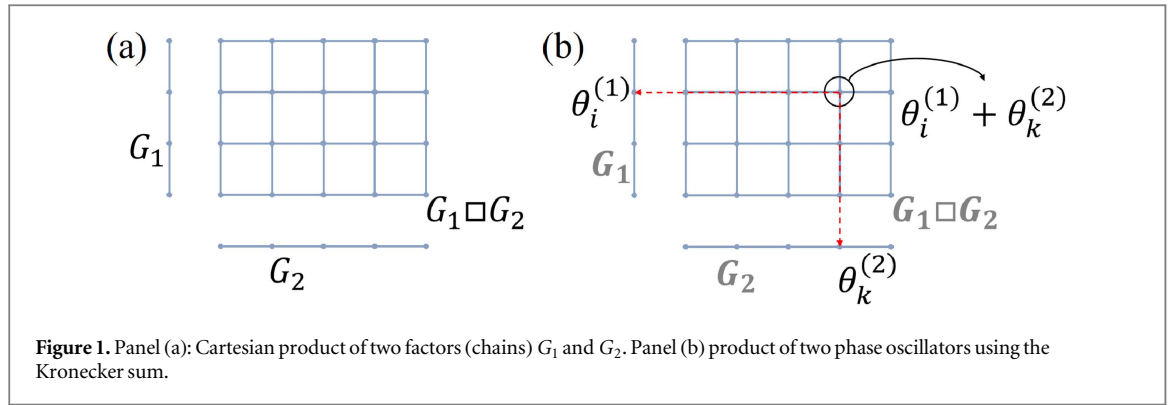 (a)
G₁
G₁□G₂
G₂
(b)
θᵢ⁽¹⁾
θᵢ⁽¹⁾ + θₖ⁽²⁾
G₁
G₁□G₂
G₂
θₖ⁽²⁾
Figure 1. Panel (a): Cartesian product of two factors (chains) G₁ and G₂. Panel (b) product of two phase oscillators using the
Kronecker sum.